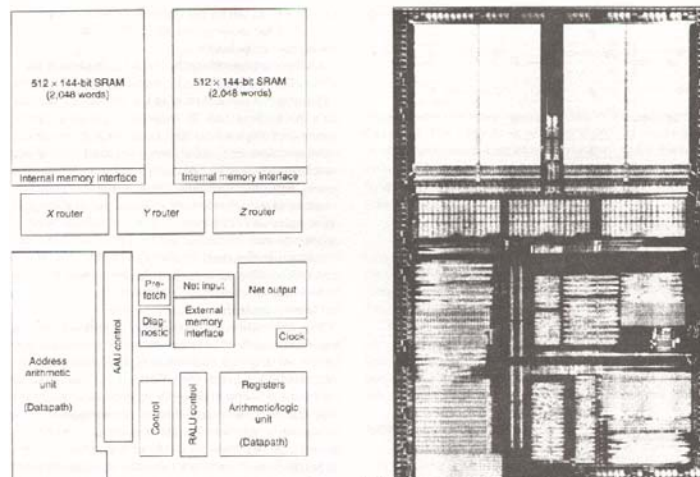 512 × 144-bit SRAM
(2,048 words)
512 × 144-bit SRAM
(2,048 words)
Internal memory interface
Internal memory interface
X router
Y router
Z router
Address
arithmetic
unit
(Datapath)
AAU control
Pre-
fetch
Net input
Net output
Diag-
nostic
External
memory
interface
Clock
Control
RALU control
Registers
Arithmetic/logic
unit
(Datapath)